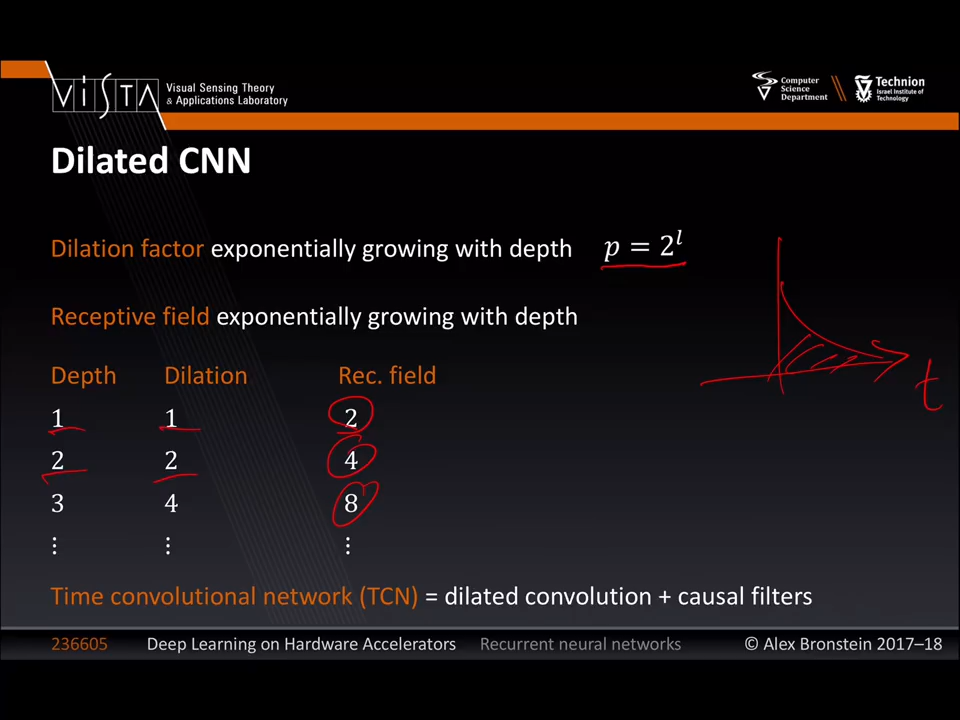 VISTA
Visual Sensing Theory
& Applications Laboratory
Computer
Science
Department
Technion
Israel Institute of
Technology
Dilated CNN
Dilation factor exponentially growing with depth p = 2^l
Receptive field exponentially growing with depth
t
Depth Dilation Rec. field
1 1 2
2 2 4
3 4 8
⋮ ⋮ ⋮
Time convolutional network (TCN) = dilated convolution + causal filters
236605 Deep Learning on Hardware Accelerators Recurrent neural networks © Alex Bronstein 2017–18